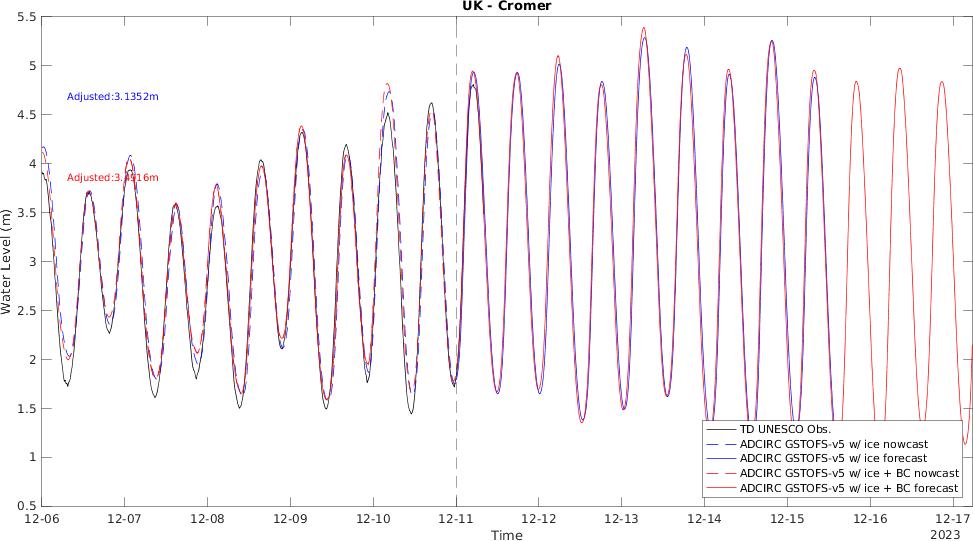 UK - Cromer
5.5
5
4.5
4
3.5
3
2.5
2
1.5
1
0.5
Water Level (m)
Adjusted:3.1352m
Adjusted:3.4916m
TD UNESCO Obs.
ADCIRC GSTOFS-v5 w/ ice nowcast
ADCIRC GSTOFS-v5 w/ ice forecast
ADCIRC GSTOFS-v5 w/ ice + BC nowcast
ADCIRC GSTOFS-v5 w/ ice + BC forecast
12-06 12-07 12-08 12-09 12-10 12-11 12-12 12-13 12-14 12-15 12-16 12-17
Time
2023